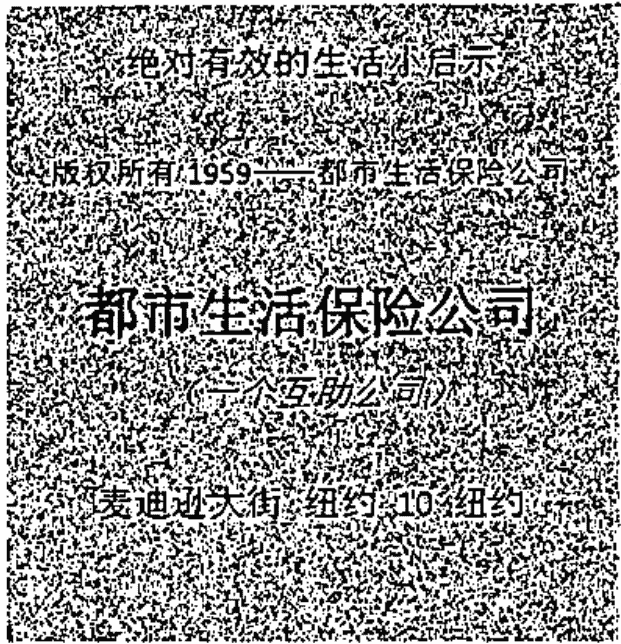 绝对有效的生活小启示
版权所有 1959——都市生活保险公司
都市生活保险公司
（一个互助公司）
麦迪逊大街 纽约 10 纽约